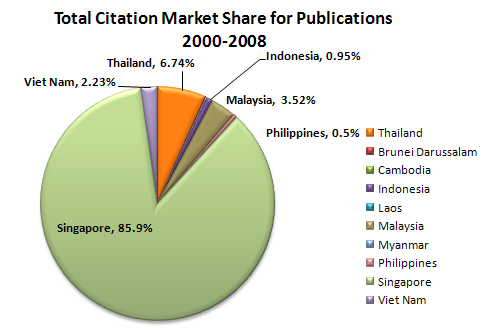 Total Citation Market Share for Publications
2000-2008
Indonesia, 0.95%
Thailand, 6.74%
Viet Nam, 2.23%
Malaysia, 3.52%
Philippines, 0.5%
Singapore, 85.9%
Thailand
Brunei Darussalam
Cambodia
Indonesia
Laos
Malaysia
Myanmar
Philippines
Singapore
Viet Nam